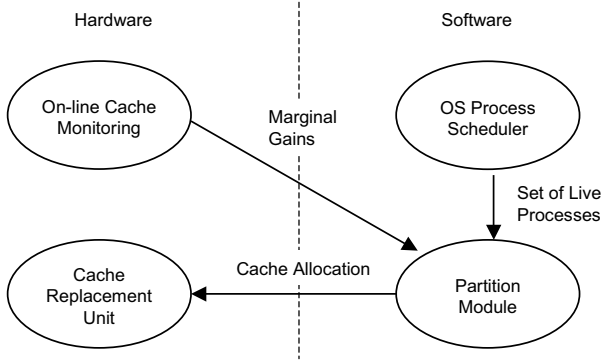 Hardware
Software
On-line Cache
Monitoring
Marginal
Gains
OS Process
Scheduler
Set of Live
Processes
Cache Allocation
Cache
Replacement
Unit
Partition
Module